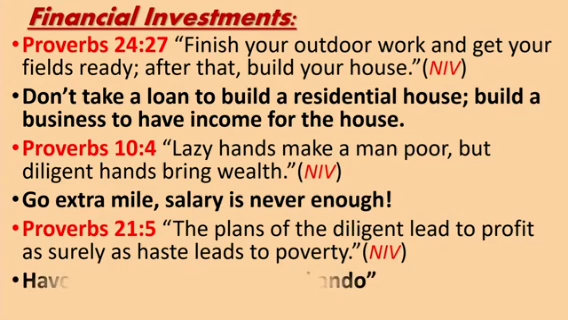 Financial Investments:
•Proverbs 24:27 “Finish your outdoor work and get your
fields ready; after that, build your house.”(NIV)
•Don’t take a loan to build a residential house; build a
business to have income for the house.
•Proverbs 10:4 “Lazy hands make a man poor, but
diligent hands bring wealth.”(NIV)
•Go extra mile, salary is never enough!
•Proverbs 21:5 “The plans of the diligent lead to profit
as surely as haste leads to poverty.”(NIV)